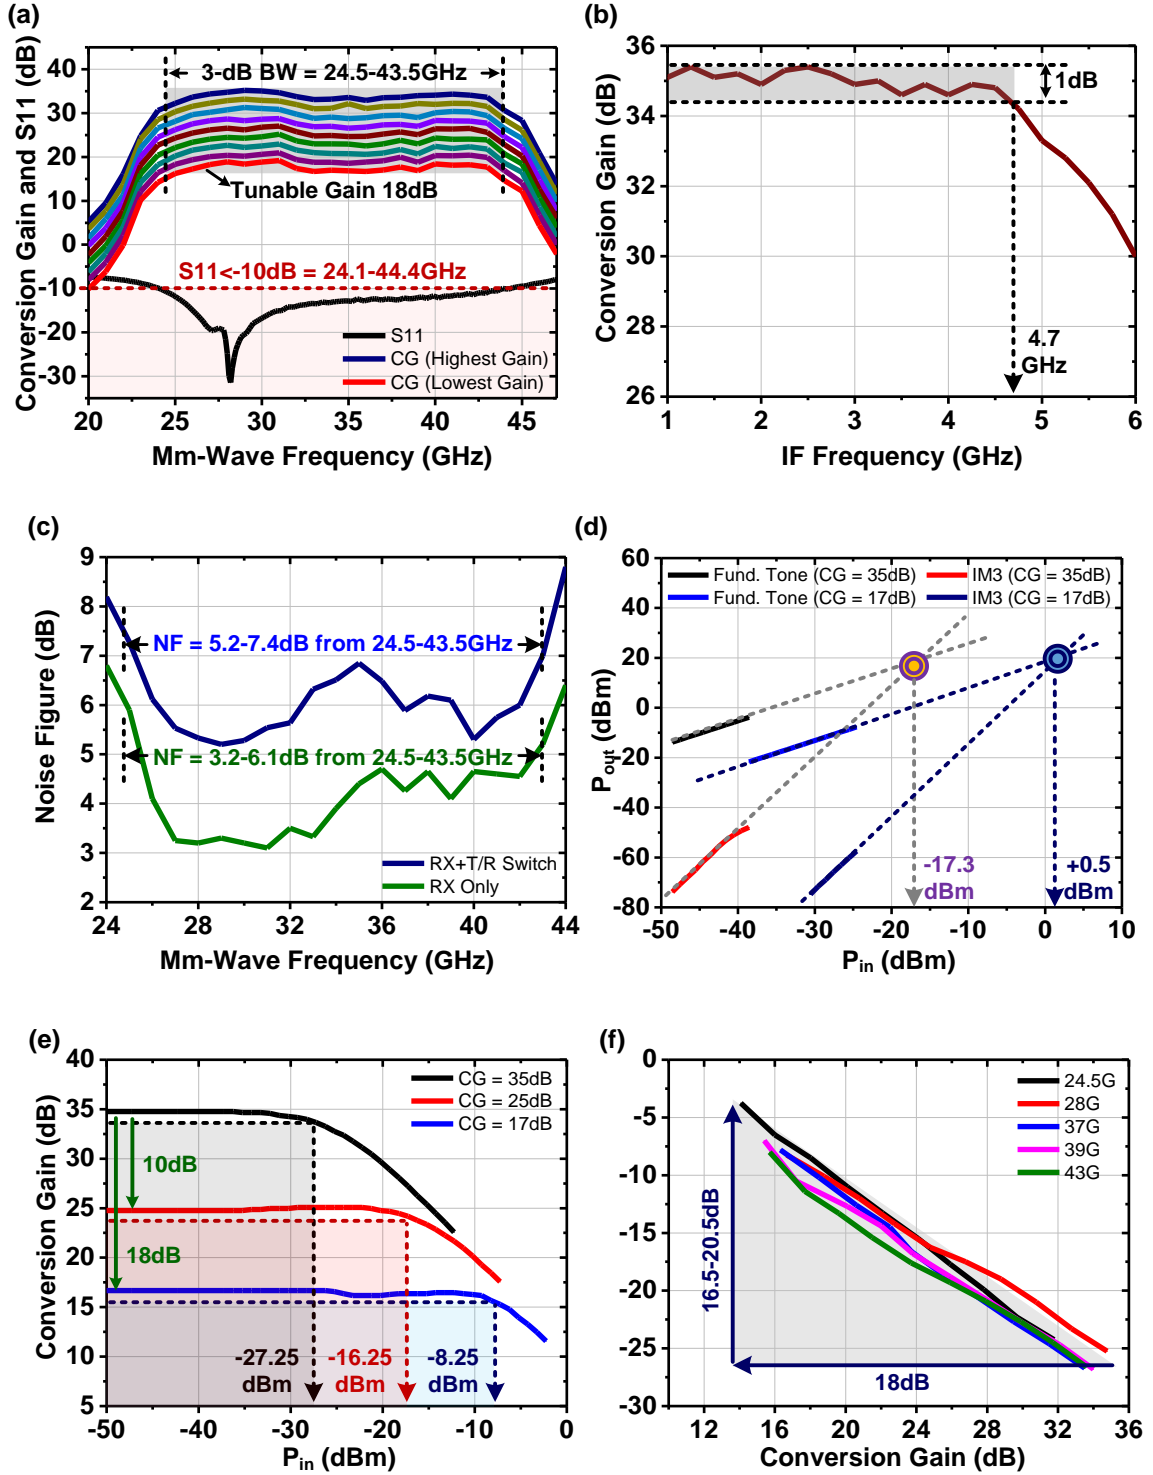 (a)
Conversion Gain and S11 (dB)
40
30
20
10
0
-10
-20
-30
3-dB BW = 24.5-43.5GHz
Tunable Gain 18dB
S11<-10dB = 24.1-44.4GHz
S11
CG (Highest Gain)
CG (Lowest Gain)
20 25 30 35 40 45
Mm-Wave Frequency (GHz)
(b)
Conversion Gain (dB)
36
34
32
30
28
26
1dB
4.7
GHz
1 2 3 4 5 6
IF Frequency (GHz)
(c)
Noise Figure (dB)
9
8
7
6
5
4
3
2
NF = 5.2-7.4dB from 24.5-43.5GHz
NF = 3.2-6.1dB from 24.5-43.5GHz
RX+T/R Switch
RX Only
24 28 32 36 40 44
Mm-Wave Frequency (GHz)
(d)
Pout (dBm)
60
40
20
0
-20
-40
-60
-80
Fund. Tone (CG = 35dB)
IM3 (CG = 35dB)
Fund. Tone (CG = 17dB)
IM3 (CG = 17dB)
-17.3
dBm
+0.5
dBm
-50 -40 -30 -20 -10 0 10
Pin (dBm)
(e)
Conversion Gain (dB)
40
35
30
25
20
15
10
5
CG = 35dB
CG = 25dB
CG = 17dB
10dB
18dB
-27.25
dBm
-16.25
dBm
-8.25
dBm
-50 -40 -30 -20 -10 0
Pin (dBm)
(f)
0
-5
-10
-15
-20
-25
-30
24.5G
28G
37G
39G
43G
16.5-20.5dB
18dB
12 16 20 24 28 32 36
Conversion Gain (dB)